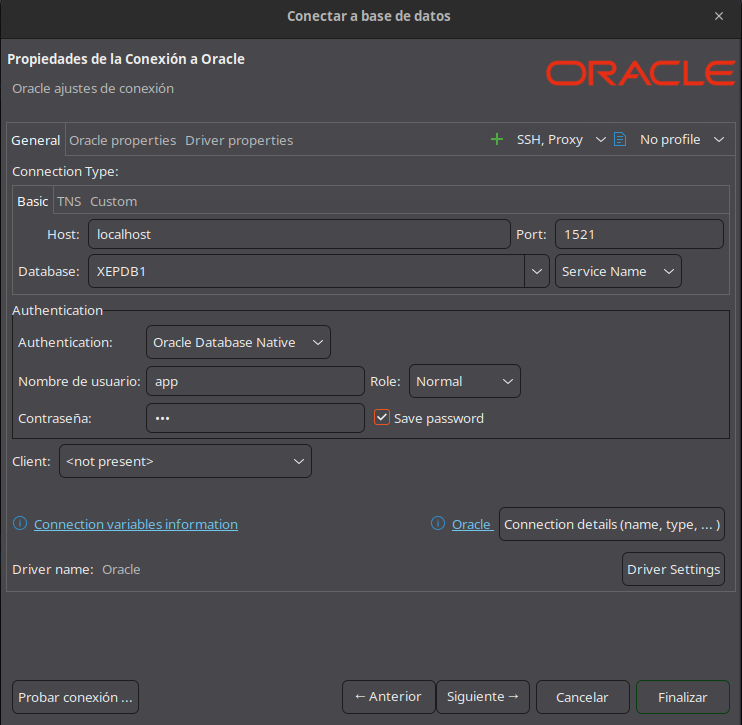 Conectar a base de datos
Propiedades de la Conexión a Oracle
Oracle ajustes de conexión
ORACLE
General Oracle properties Driver properties SSH, Proxy No profile
Connection Type:
Basic TNS Custom
Host: localhost Port: 1521
Database: XEPDB1 Service Name
Authentication
Authentication: Oracle Database Native
Nombre de usuario: app Role: Normal
Contraseña: ••• Save password
Client: <not present>
Connection variables information Oracle Connection details (name, type, ... )
Driver name: Oracle Driver Settings
Probar conexión ... ←Anterior Siguiente→ Cancelar Finalizar